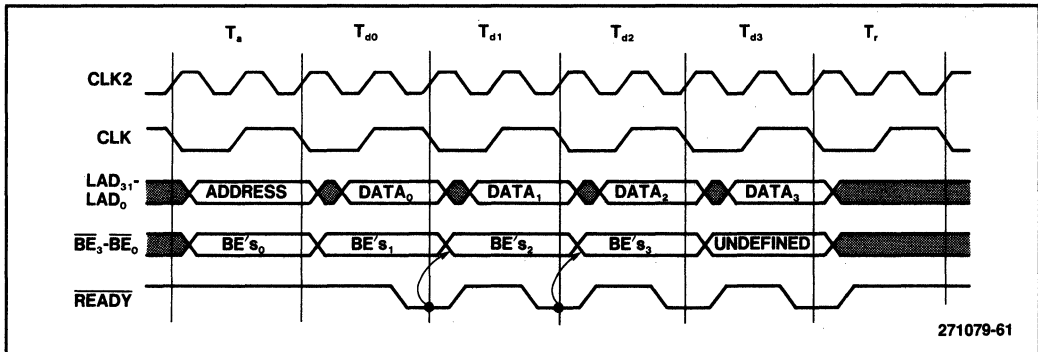 Tₐ T_d0 T_d1 T_d2 T_d3 Tᵣ
CLK2
CLK
LAD₃₁-
LAD₀
ADDRESS DATA₀ DATA₁ DATA₂ DATA₃
B̅E̅₃-B̅E̅₀ BE's₀ BE's₁ BE's₂ BE's₃ UNDEFINED
R̅E̅A̅D̅Y̅
271079-61